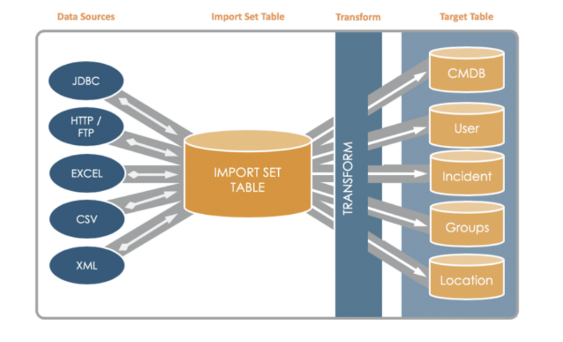 Data Sources
Import Set Table
Transform
Target Table
JDBC
HTTP /
FTP
EXCEL
CSV
XML
IMPORT SET
TABLE
TRANSFORM
CMDB
User
Incident
Groups
Location